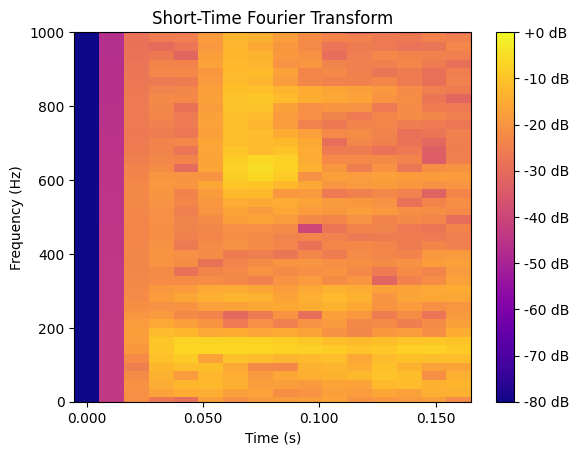 Short-Time Fourier Transform
Frequency (Hz)
1000
800
600
400
200
0
0.000
0.050
0.100
0.150
Time (s)
+0 dB
-10 dB
-20 dB
-30 dB
-40 dB
-50 dB
-60 dB
-70 dB
-80 dB